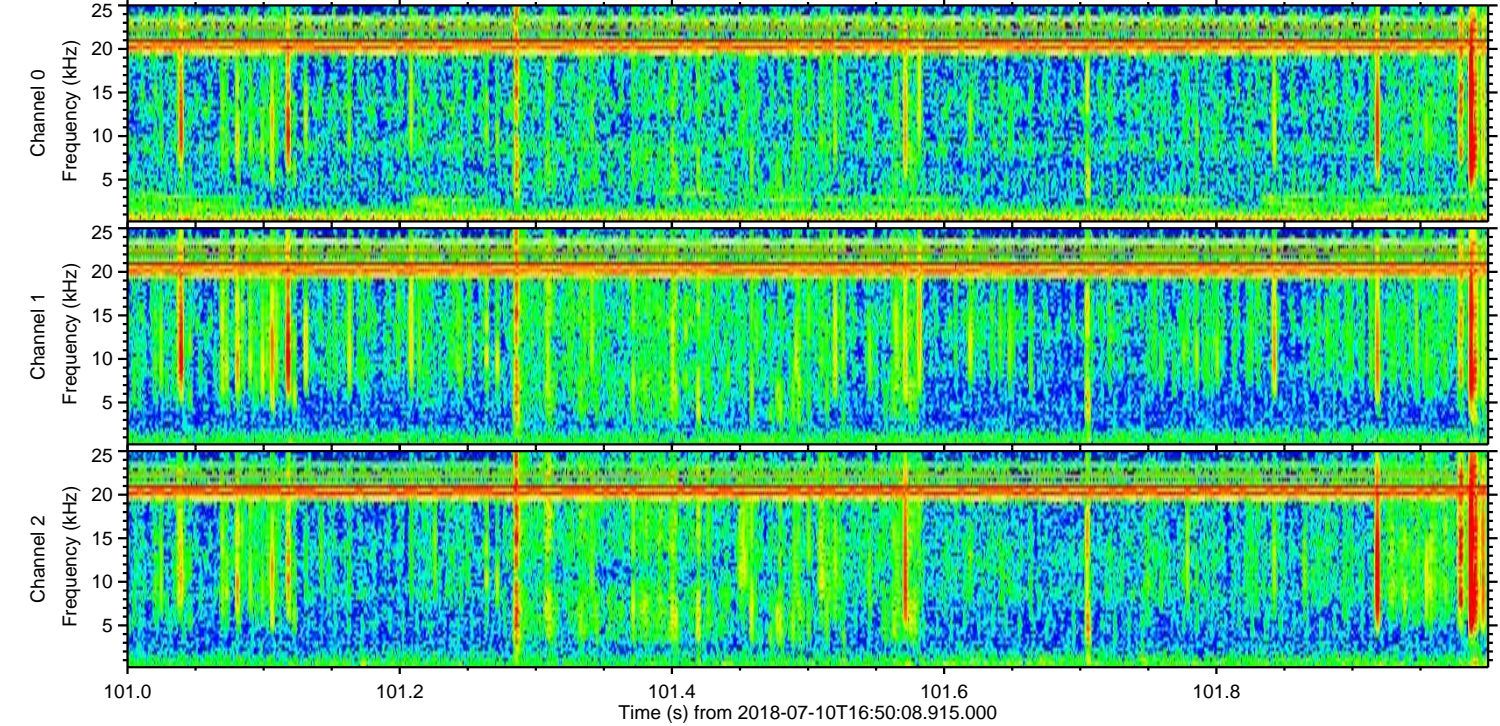 25
20
15
10
5
Channel 0
Frequency (kHz)
25
20
15
10
5
Channel 1
Frequency (kHz)
25
20
15
10
5
Channel 2
Frequency (kHz)
101.0 101.2 101.4 101.6 101.8
Time (s) from 2018-07-10T16:50:08.915.000